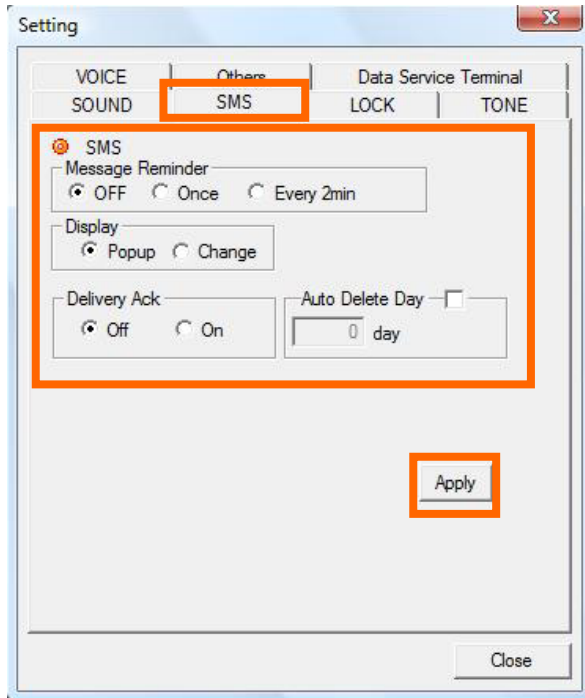 Setting
X
VOICE Others Data Service Terminal
SOUND SMS LOCK TONE
SMS
Message Reminder
OFF Once Every 2min
Display
Popup Change
Delivery Ack Auto Delete Day
Off On 0 day
Apply
Close